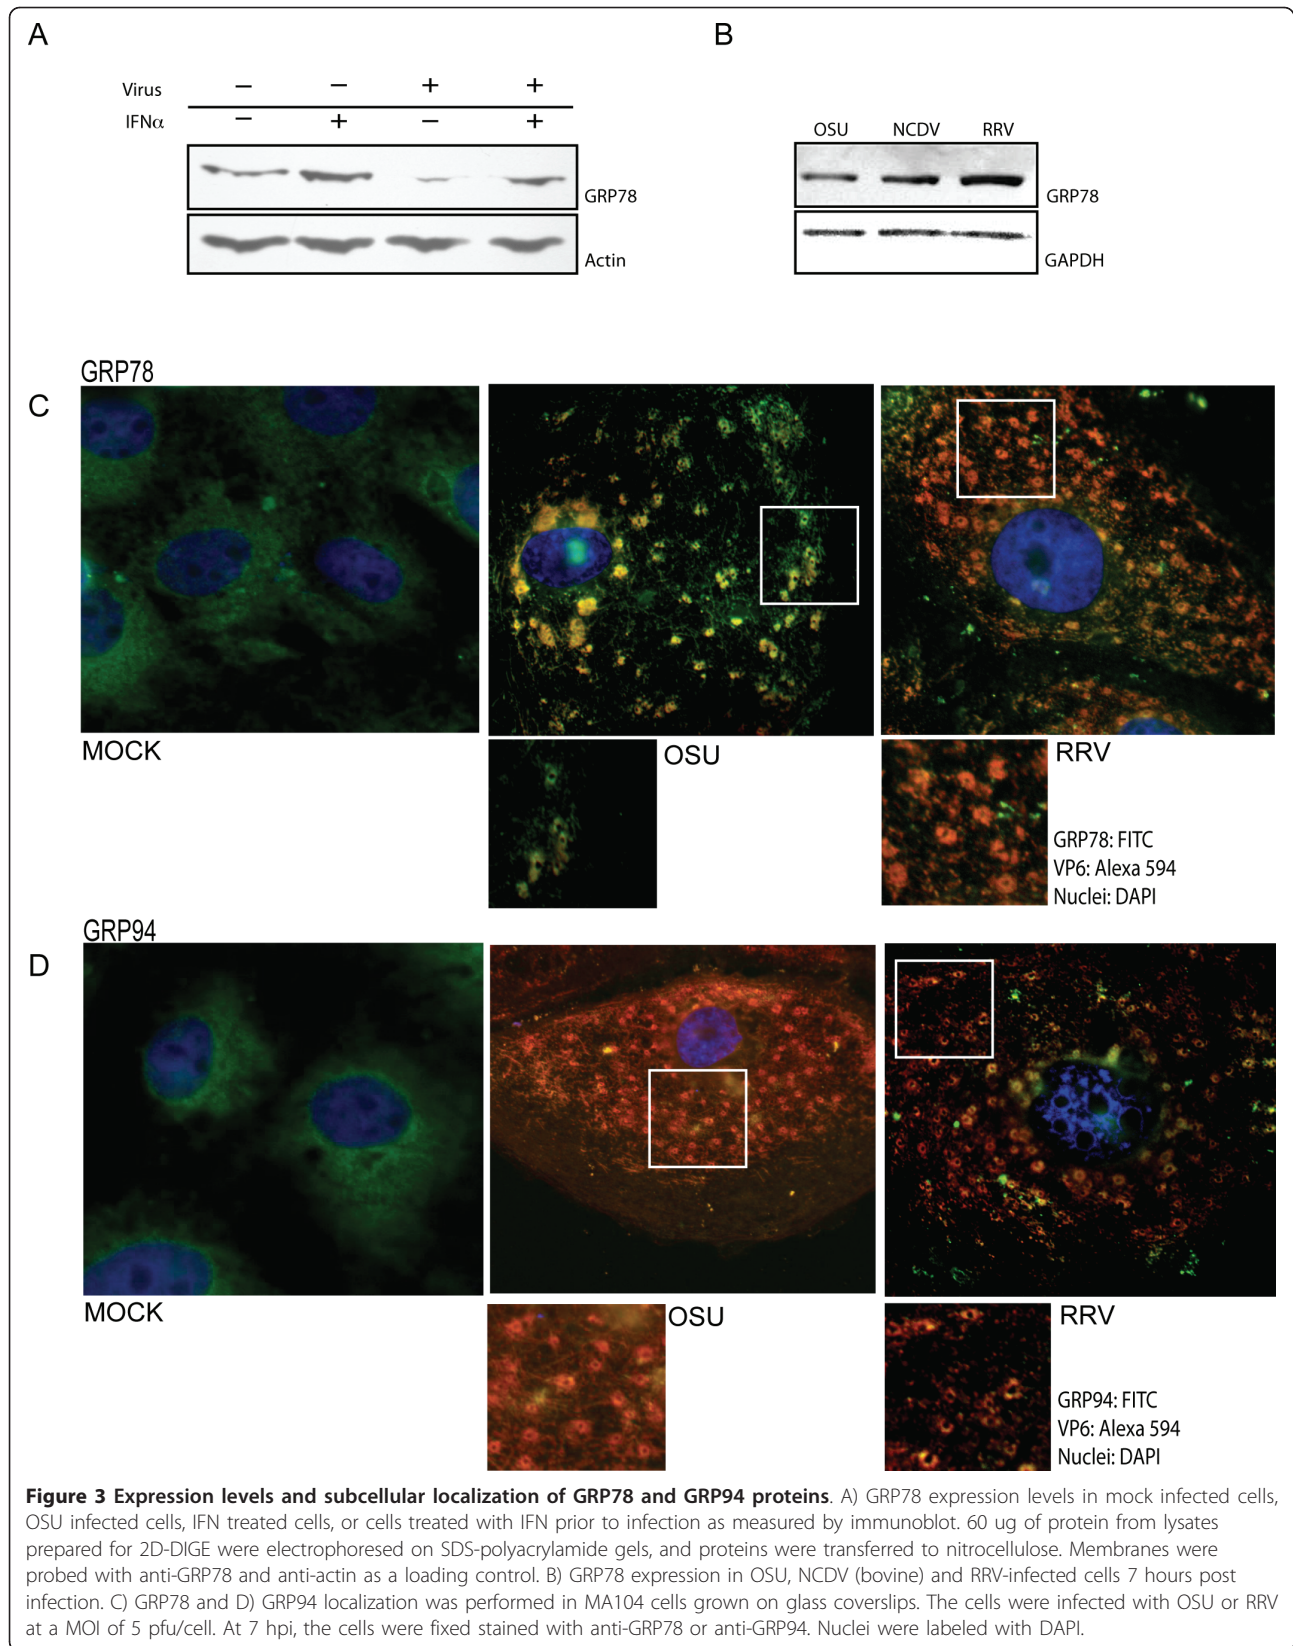 A
B
Virus − − + +
IFNα − + − +
GRP78
Actin
OSU NCDV RRV
GRP78
GAPDH
GRP78
C
MOCK
OSU
RRV
GRP78: FITC
VP6: Alexa 594
Nuclei: DAPI
GRP94
D
MOCK
OSU
RRV
GRP94: FITC
VP6: Alexa 594
Nuclei: DAPI
Figure 3 Expression levels and subcellular localization of GRP78 and GRP94 proteins. A) GRP78 expression levels in mock infected cells,
OSU infected cells, IFN treated cells, or cells treated with IFN prior to infection as measured by immunoblot. 60 ug of protein from lysates
prepared for 2D-DIGE were electrophoresed on SDS-polyacrylamide gels, and proteins were transferred to nitrocellulose. Membranes were
probed with anti-GRP78 and anti-actin as a loading control. B) GRP78 expression in OSU, NCDV (bovine) and RRV-infected cells 7 hours post
infection. C) GRP78 and D) GRP94 localization was performed in MA104 cells grown on glass coverslips. The cells were infected with OSU or RRV
at a MOI of 5 pfu/cell. At 7 hpi, the cells were fixed stained with anti-GRP78 or anti-GRP94. Nuclei were labeled with DAPI.